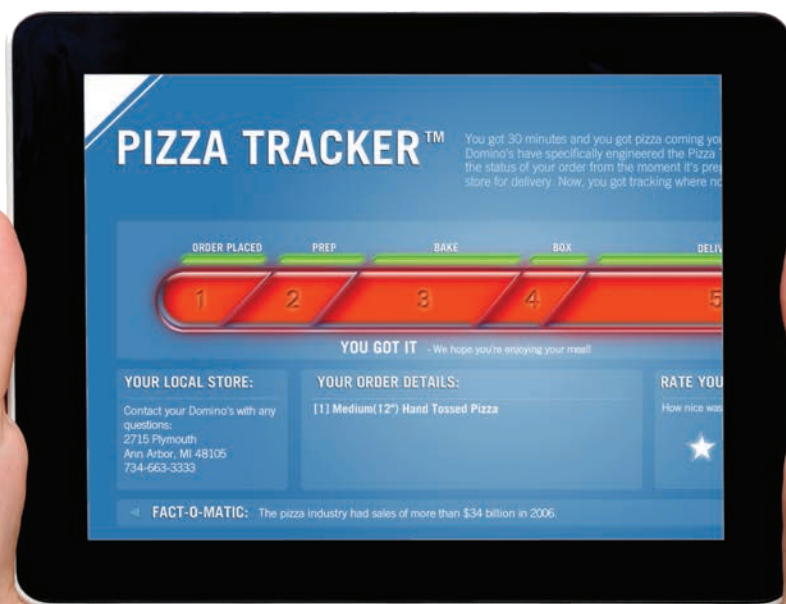 PIZZA TRACKER™
You got 30 minutes and you got pizza coming
Domino's have specifically engineered the Pizza
the status of your order from the moment it's
store for delivery. Now, you got tracking where
ORDER PLACED PREP BAKE BOX
1 2 3 4 5
YOU GOT IT - We hope you're enjoying your meal!
YOUR LOCAL STORE:
Contact your Domino's with any
questions:
2715 Plymouth
Ann Arbor, MI 48105
734-663-3333
YOUR ORDER DETAILS:
[1] Medium(12") Hand Tossed Pizza
RATE YOU
How nice was
FACT-O-MATIC: The pizza industry had sales of more than $34 billion in 2006.